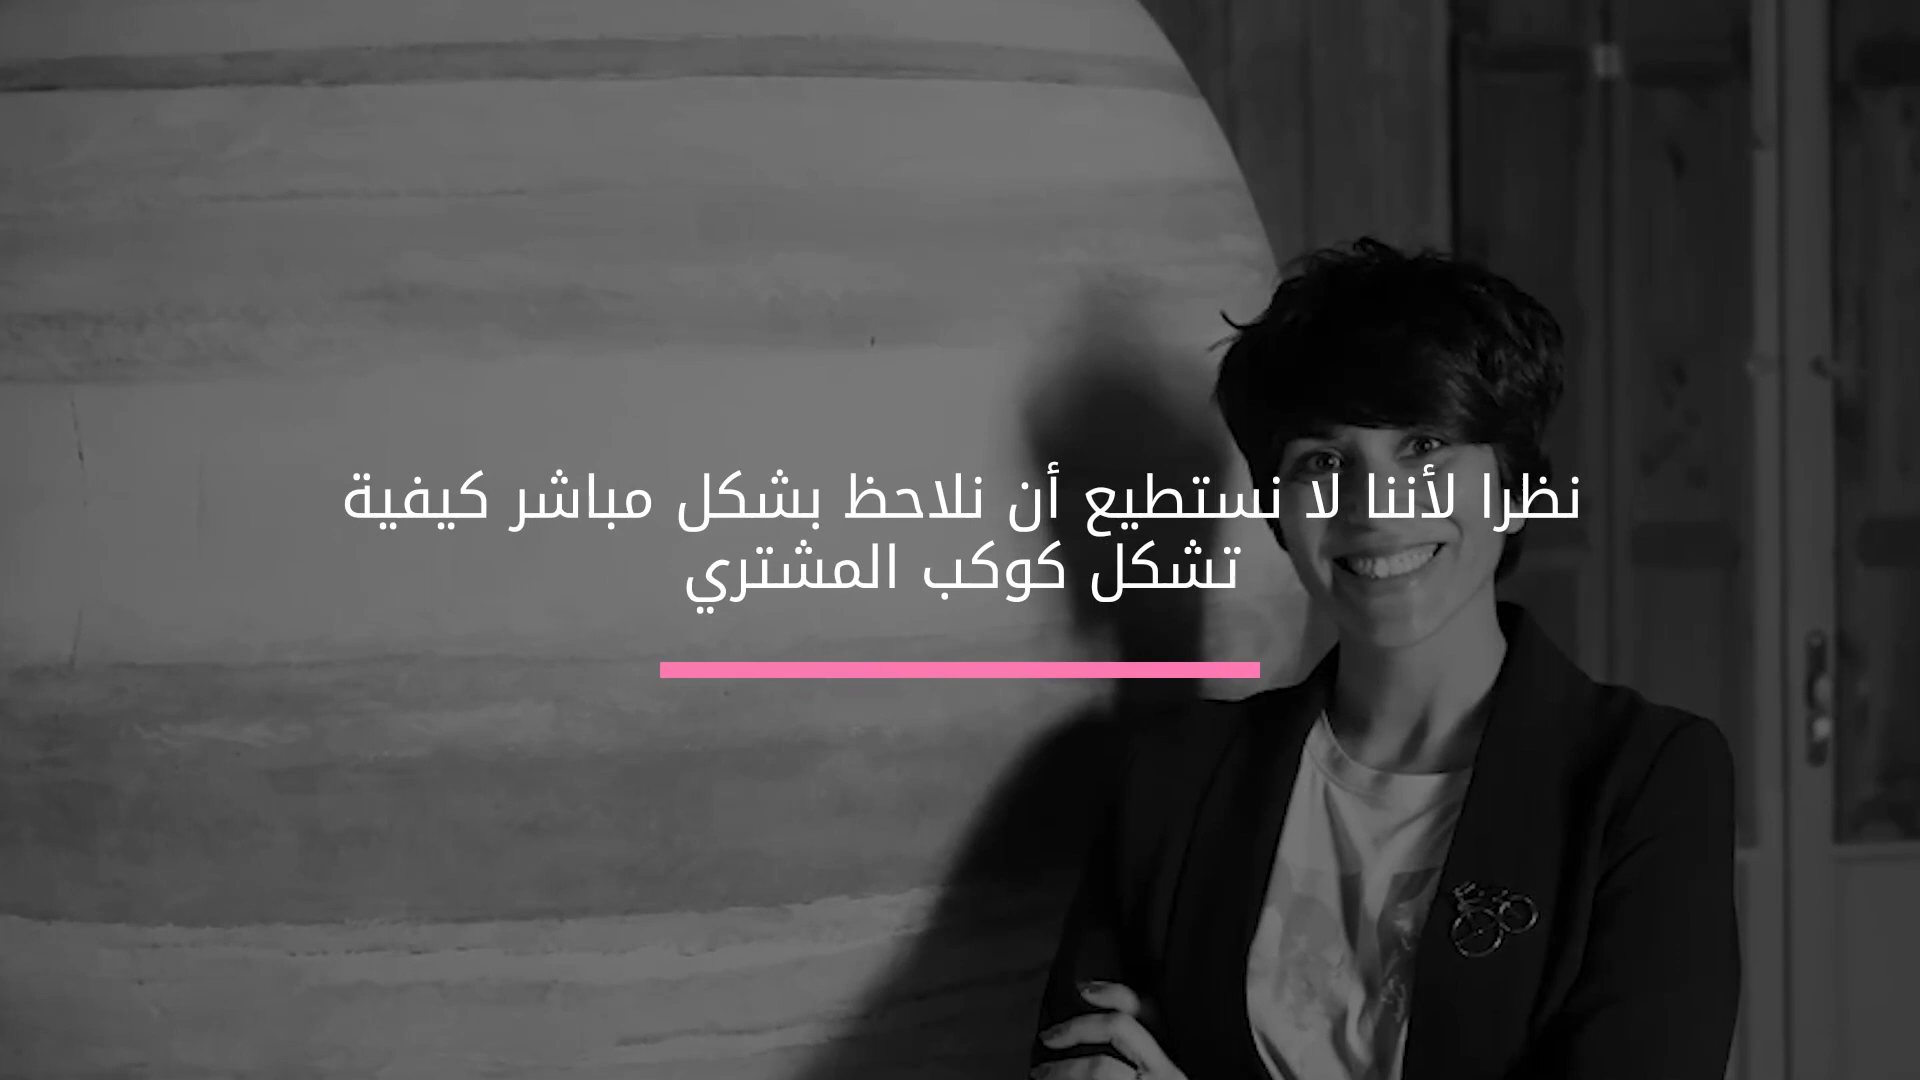 نظرا لأننا لا نستطيع أن نلاحظ بشكل مباشر كيفية
تشكل كوكب المشتري